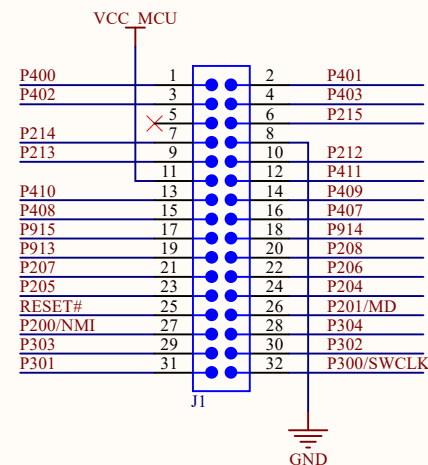 VCC_MCU
P400 1 2 P401
P402 3 4 P403
5 6 P215
P214 7 8
P213 9 10 P212
11 12 P411
P410 13 14 P409
P408 15 16 P407
P915 17 18 P914
P913 19 20 P208
P207 21 22 P206
P205 23 24 P204
RESET# 25 26 P201/MD
P200/NMI 27 28 P304
P303 29 30 P302
P301 31 32 P300/SWCLK
J1
GND